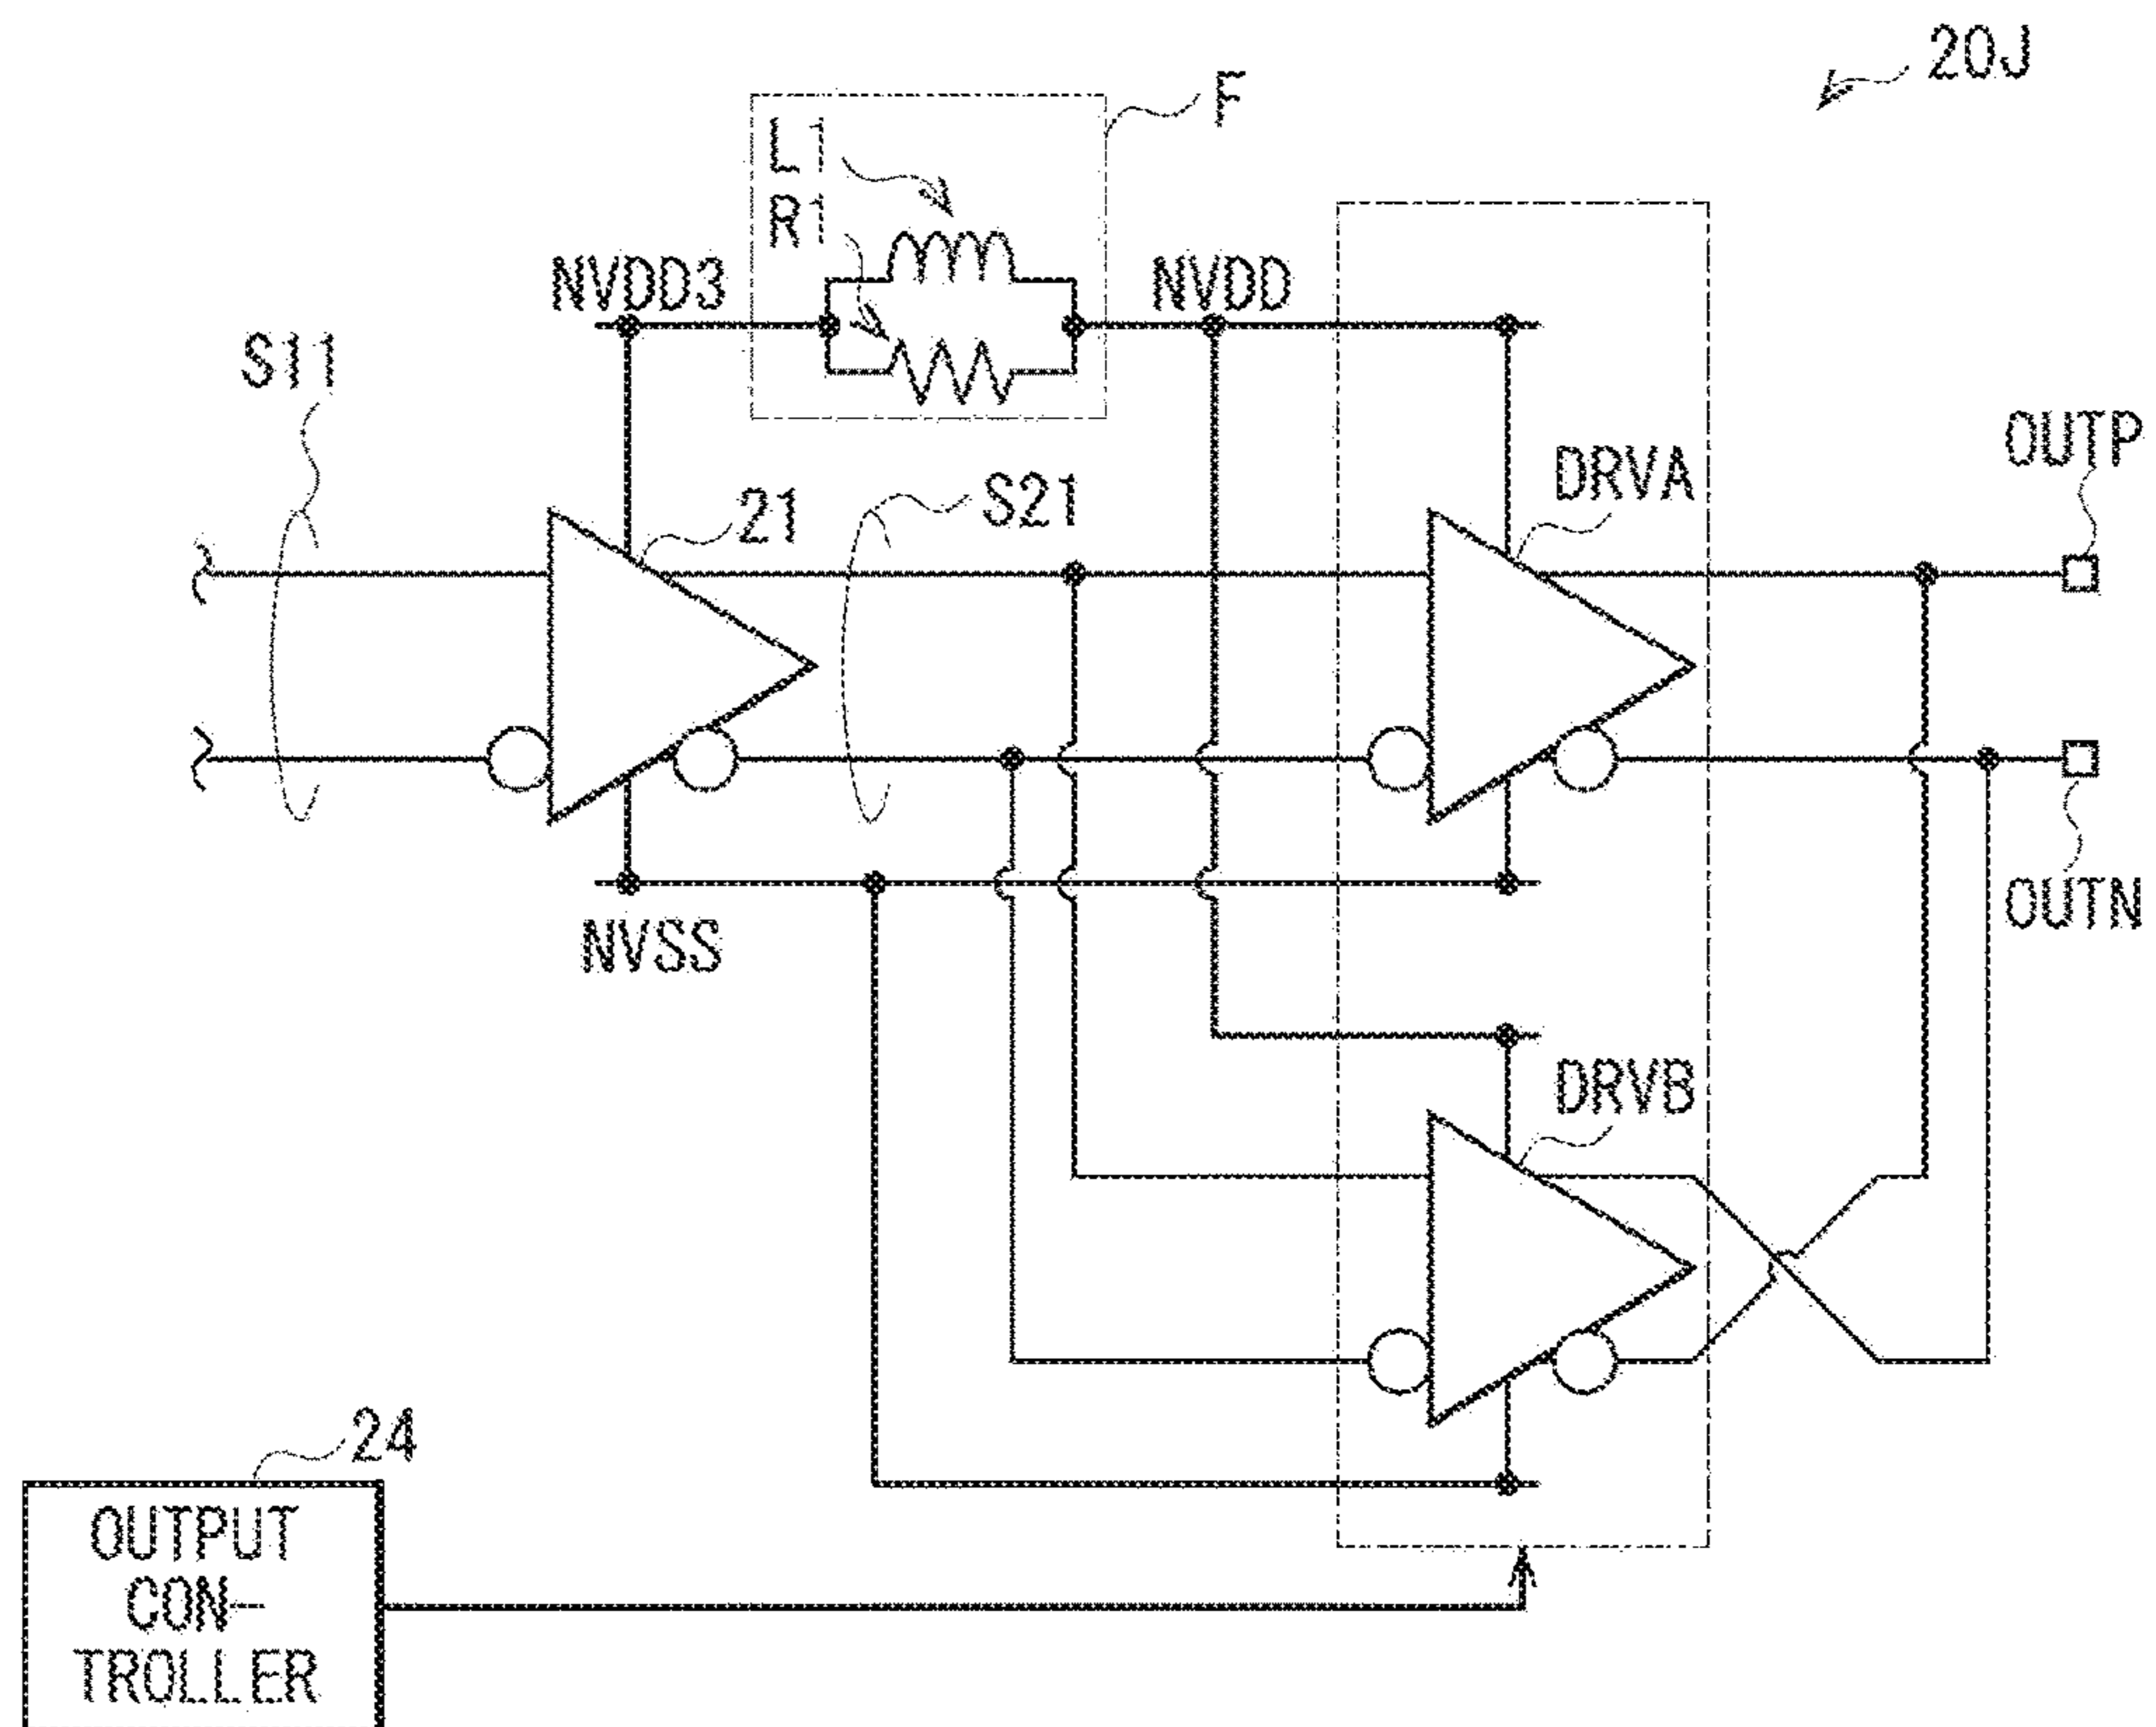 20J
F
L1
R1
NVDD3
NVDD
S11
OUTP
DRVA
21
S21
OUTN
NVSS
DRVB
24
OUTPUT
CON-
TROLLER